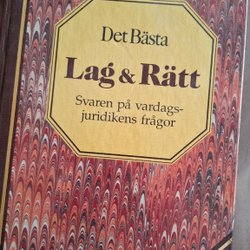 Det Bästa
Lag & Rätt
Svaren på vardags-
juridikens frågor